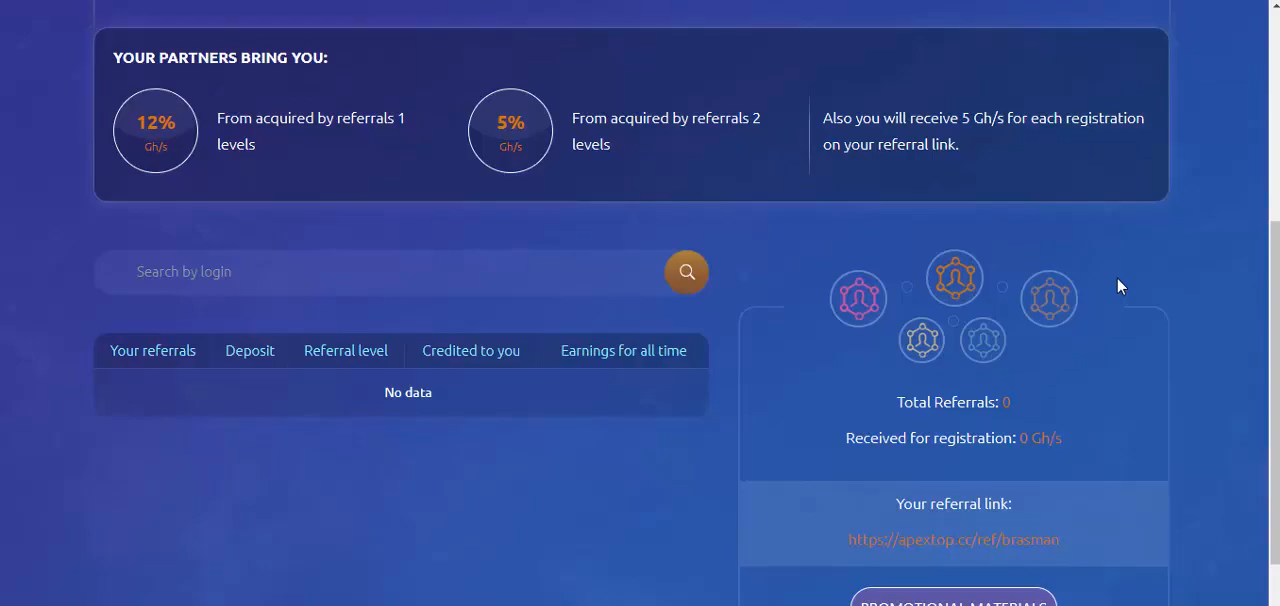 YOUR PARTNERS BRING YOU:
12%
Gh/s
From acquired by referrals 1
levels
5%
Gh/s
From acquired by referrals 2
levels
Also you will receive 5 Gh/s for each registration
on your referral link.
Search by login
Your referrals Deposit Referral level Credited to you Earnings for all time
No data
Total Referrals: 0
Received for registration: 0 Gh/s
Your referral link:
https://apextop.cc/ref/brasman
PROMOTIONAL MATERIALS